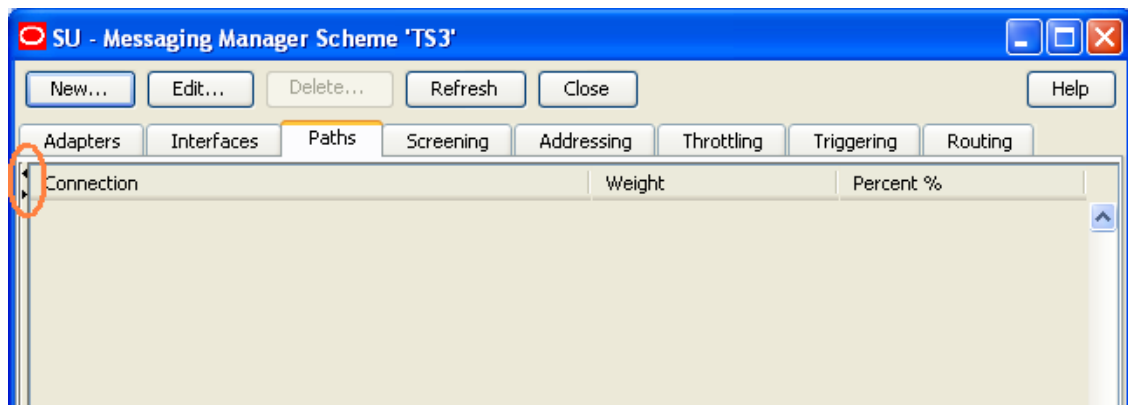 SU - Messaging Manager Scheme 'TS3'
New... Edit... Delete... Refresh Close Help
Adapters Interfaces Paths Screening Addressing Throttling Triggering Routing
Connection Weight Percent %